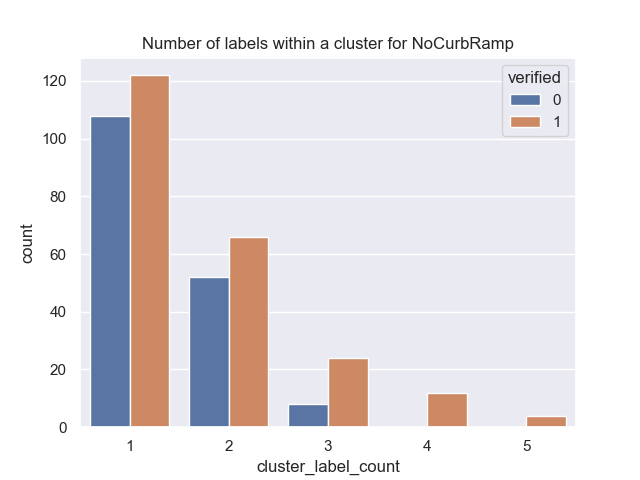 Number of labels within a cluster for NoCurbRamp
verified
0
1
120
100
80
60
40
20
0
count
1 2 3 4 5
cluster_label_count